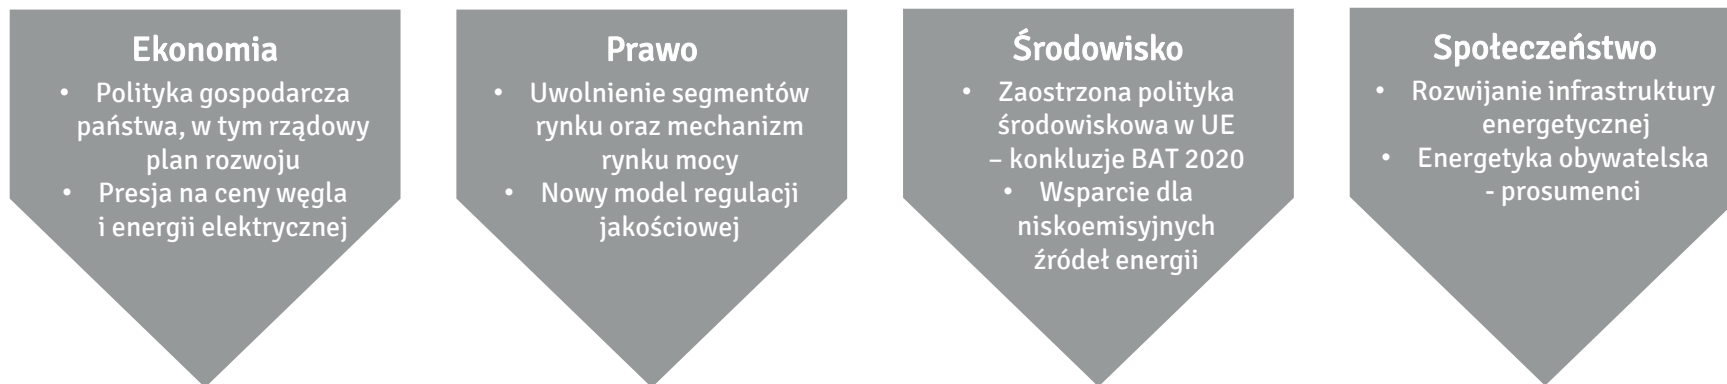 Ekonomia
• Polityka gospodarcza
państwa, w tym rządowy
plan rozwoju
• Presja na ceny węgla
i energii elektrycznej
Prawo
• Uwolnienie segmentów
rynku oraz mechanizm
rynku mocy
• Nowy model regulacji
jakościowej
Środowisko
• Zaostrzona polityka
środowiskowa w UE
– konkluzje BAT 2020
• Wsparcie dla
niskoemisyjnych
źródeł energii
Społeczeństwo
• Rozwijanie infrastruktury
energetycznej
• Energetyka obywatelska
- prosumenci